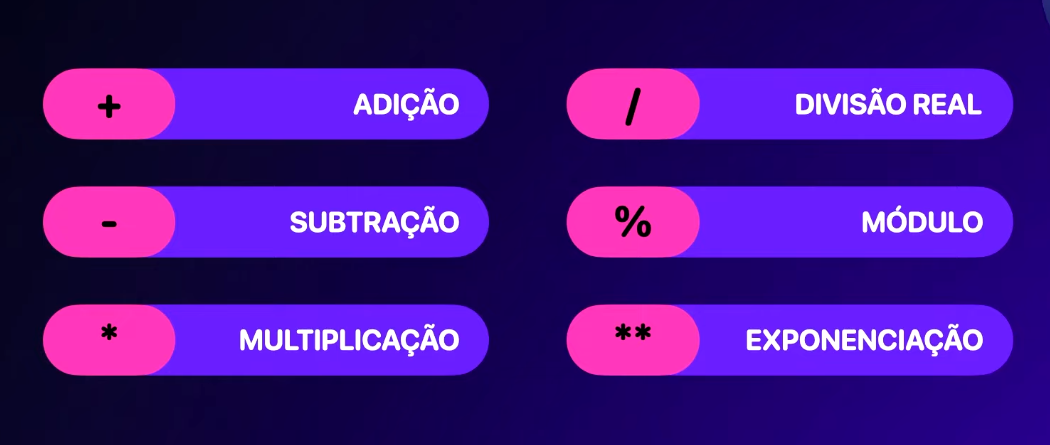 + ADIÇÃO
- SUBTRAÇÃO
* MULTIPLICAÇÃO
/ DIVISÃO REAL
% MÓDULO
** EXPONENCIAÇÃO